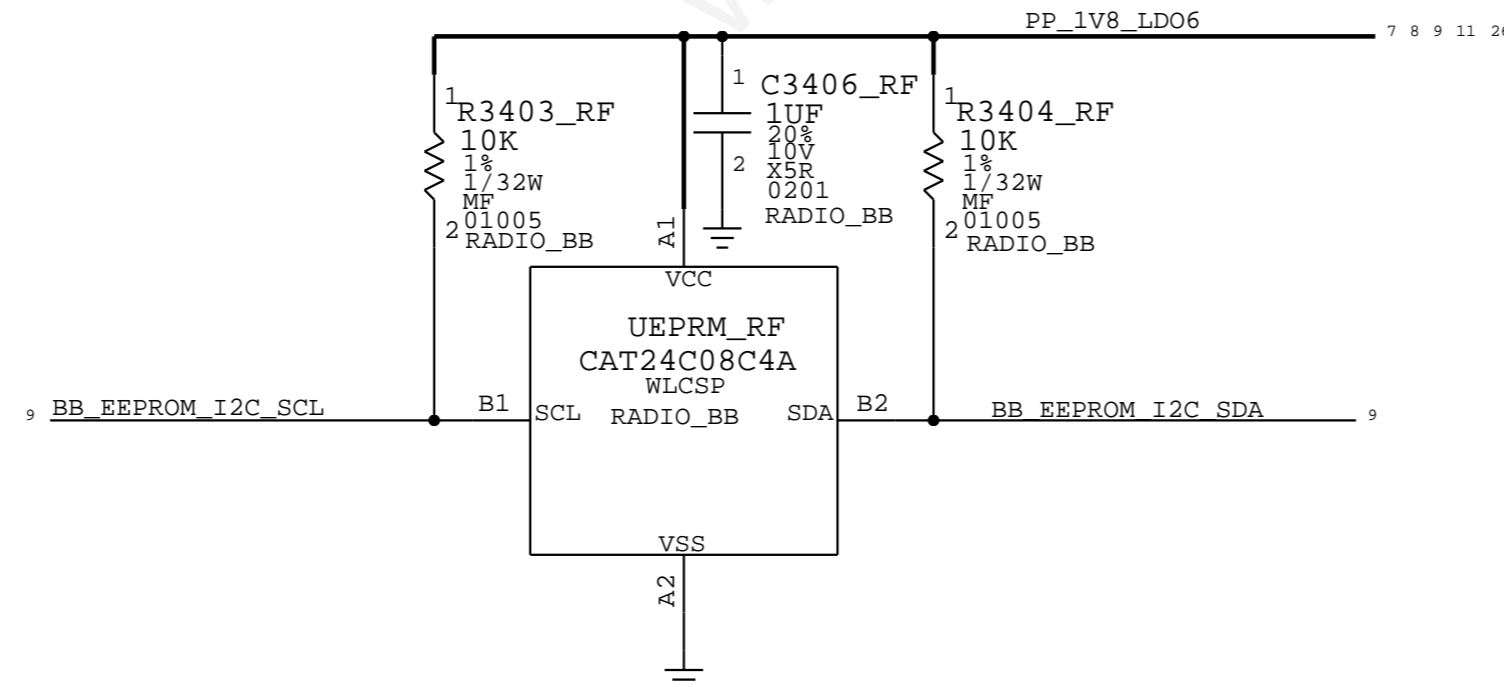 PP_1V8_LDO6
7 8 9 11 26
1
C3406_RF
1UF
20%
10V
X5R
0201
RADIO_BB
2
1
R3403_RF
10K
1%
1/32W
MF
01005
RADIO_BB
2
1
R3404_RF
10K
1%
1/32W
MF
01005
RADIO_BB
2
A1
VCC
UEPRM_RF
CAT24C08C4A
WLCSP
RADIO_BB
9 BB_EEPROM_I2C_SCL
B1
SCL
SDA
B2
BB_EEPROM_I2C_SDA 9
VSS
A2